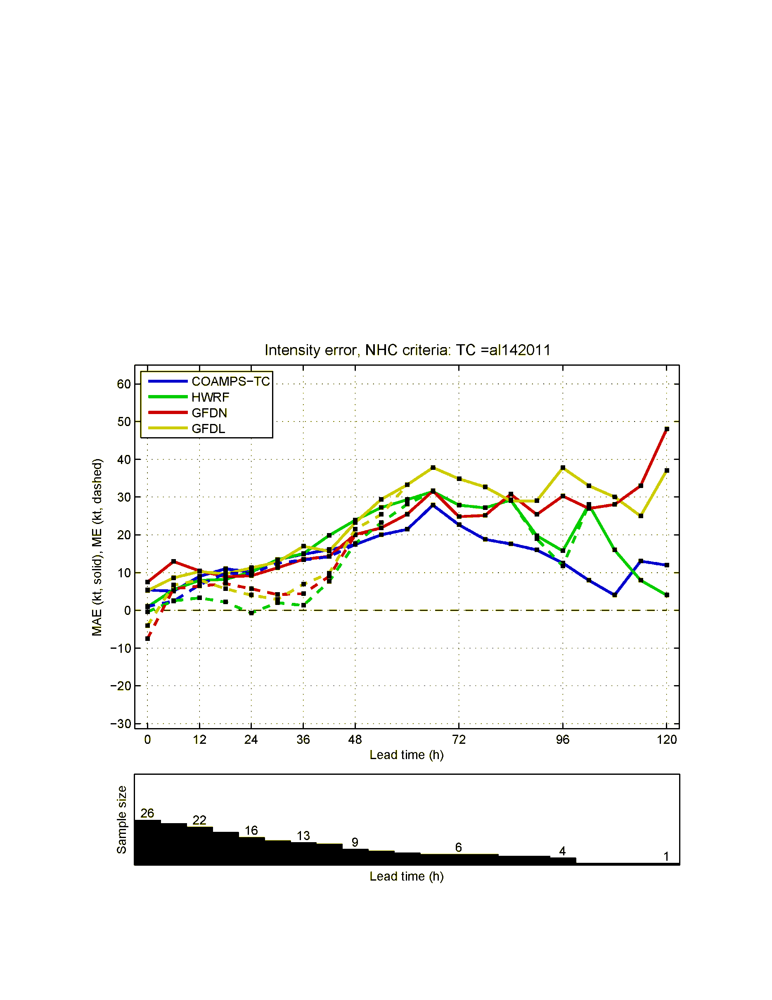 Intensity error, NHC criteria: TC =al142011
COAMPS−TC
HWRF
GFDN
GFDL
MAE (kt, solid), ME (kt, dashed)
60
50
40
30
20
10
0
−10
−20
−30
0 12 24 36 48 72 96 120
Lead time (h)
Sample size
26 22 16 13 9 6 4 1
Lead time (h)